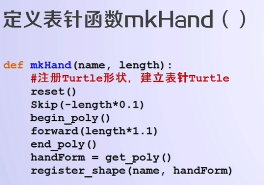 定义表针函数mkHand()
def mkHand(name, length):
#注册Turtle形状, 建立表针Turtle
reset()
Skip(-length*0.1)
begin_poly()
forward(length*1.1)
end_poly()
handForm = get_poly()
register_shape(name, handForm)